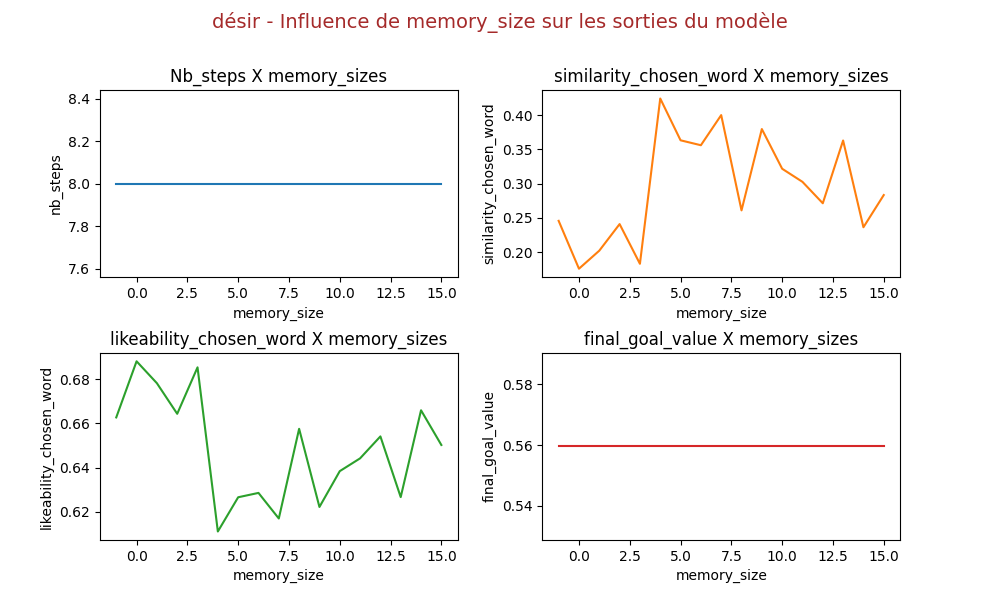 désir - Influence de memory_size sur les sorties du modèle
Nb_steps X memory_sizes
8.4
8.2
8.0
7.8
7.6
nb_steps
0.0 2.5 5.0 7.5 10.0 12.5 15.0
memory_size
similarity_chosen_word X memory_sizes
0.40
0.35
0.30
0.25
0.20
similarity_chosen_word
0.0 2.5 5.0 7.5 10.0 12.5 15.0
memory_size
likeability_chosen_word X memory_sizes
0.68
0.66
0.64
0.62
likeability_chosen_word
0.0 2.5 5.0 7.5 10.0 12.5 15.0
memory_size
final_goal_value X memory_sizes
0.58
0.56
0.54
final_goal_value
0.0 2.5 5.0 7.5 10.0 12.5 15.0
memory_size